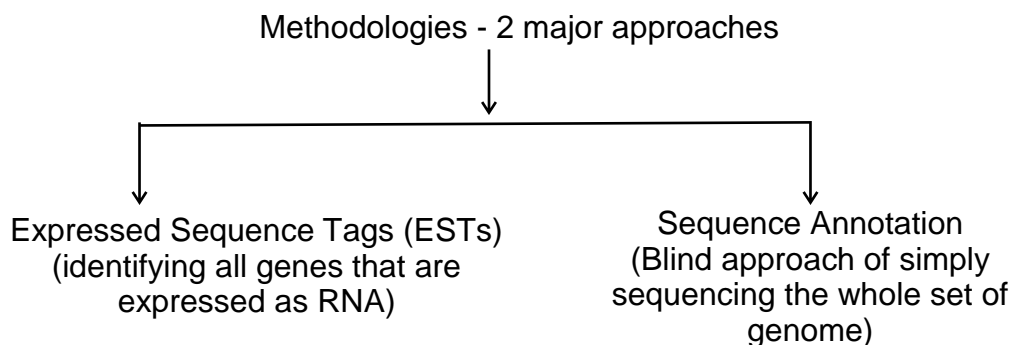 Methodologies - 2 major approaches
Expressed Sequence Tags (ESTs)
(identifying all genes that are
expressed as RNA)
Sequence Annotation
(Blind approach of simply
sequencing the whole set of
genome)